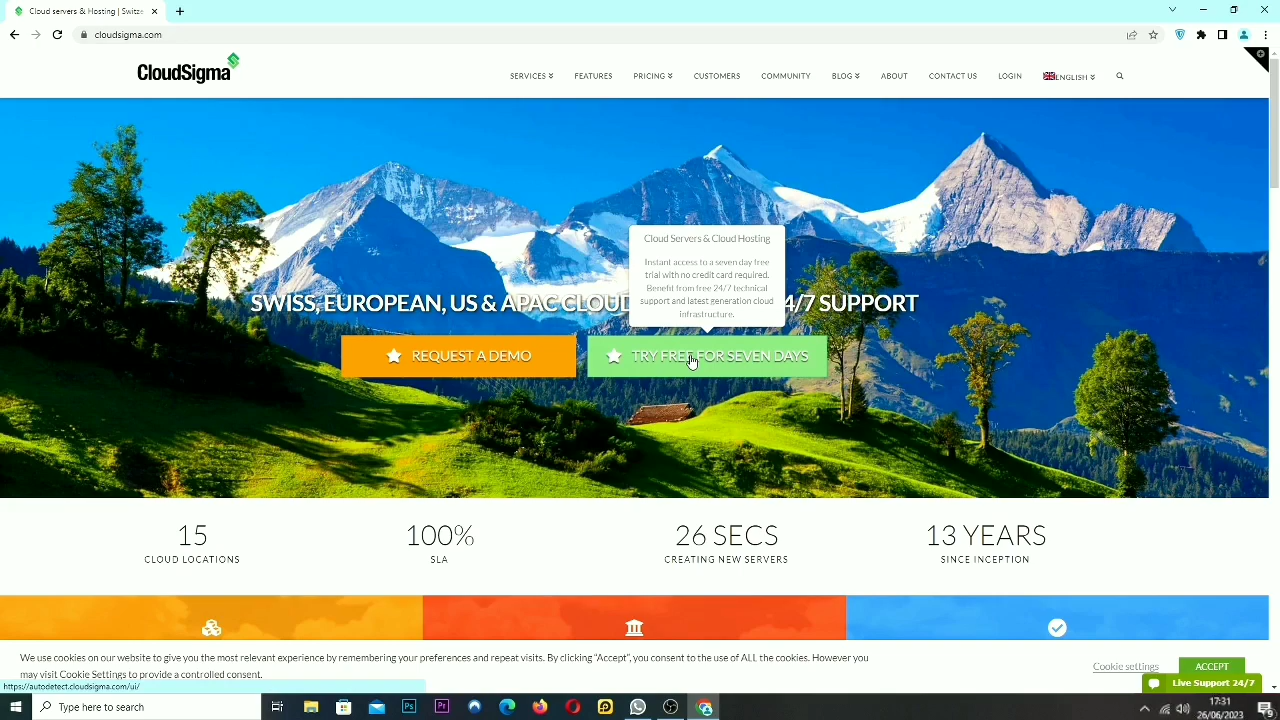 Cloud servers & Hosting | Switze
cloudsigma.com
CloudSigma
SERVICES
FEATURES
PRICING
CUSTOMERS
COMMUNITY
BLOG
ABOUT
CONTACT US
LOGIN
ENGLISH
Cloud Servers & Cloud Hosting
Instant access to a seven day free
trial with no credit card required.
Benefit from free 24/7 technical
support and latest generation cloud
infrastructure.
SWISS, EUROPEAN, US & APAC CLOUD 4/7 SUPPORT
REQUEST A DEMO
TRY FREE FOR SEVEN DAYS
15
CLOUD LOCATIONS
100%
SLA
26 SECS
CREATING NEW SERVERS
13 YEARS
SINCE INCEPTION
We use cookies on our website to give you the most relevant experience by remembering your preferences and repeat visits. By clicking "Accept", you consent to the use of ALL the cookies. However you
may visit Cookie Settings to provide a controlled consent.
Cookie settings
ACCEPT
Live Support 24/7
https://autodetect.cloudsigma.com/ui/
Type here to search
Ps
Pr
17:31
26/06/2023